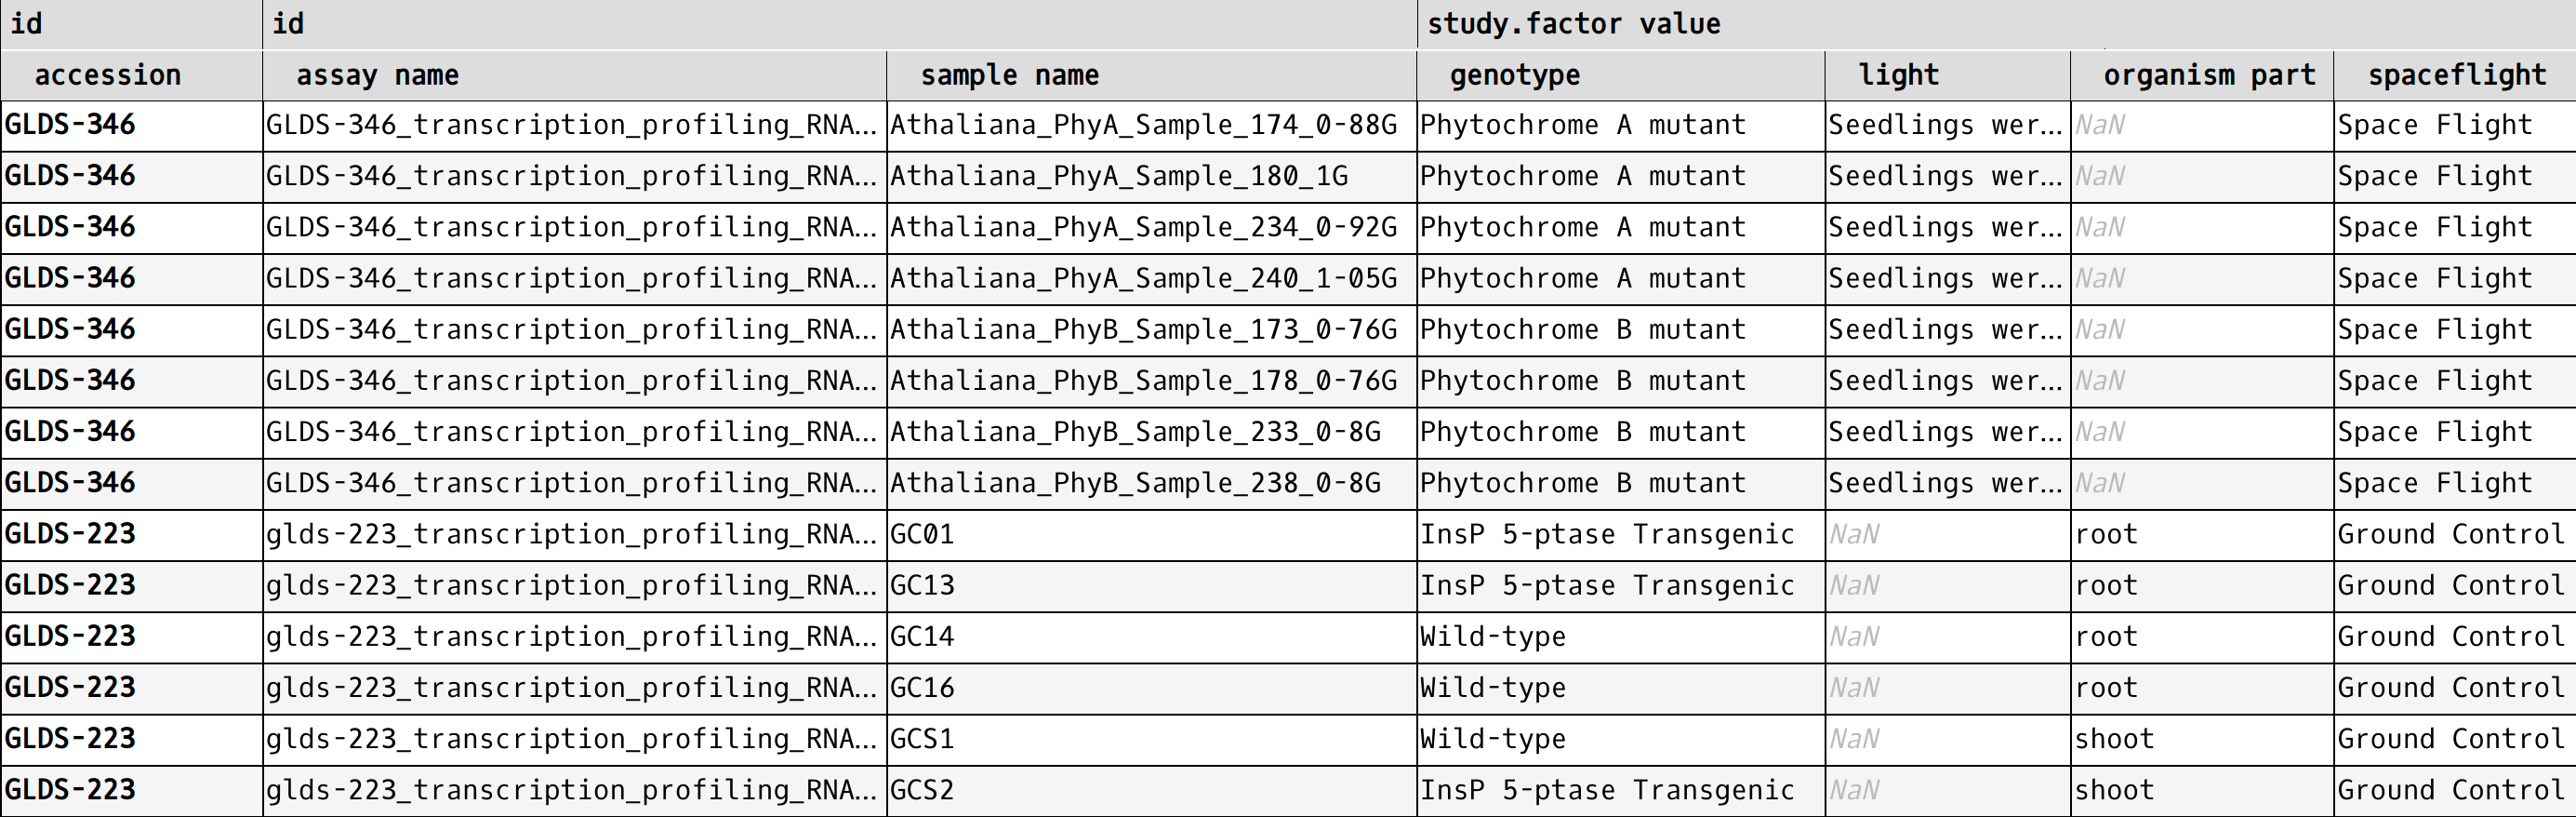 id id study.factor value
accession assay name sample name genotype light organism part spaceflight
GLDS-346 GLDS-346_transcription_profiling_RNA... Athaliana_PhyA_Sample_174_0-88G Phytochrome A mutant Seedlings wer... NaN Space Flight
GLDS-346 GLDS-346_transcription_profiling_RNA... Athaliana_PhyA_Sample_180_1G Phytochrome A mutant Seedlings wer... NaN Space Flight
GLDS-346 GLDS-346_transcription_profiling_RNA... Athaliana_PhyA_Sample_234_0-92G Phytochrome A mutant Seedlings wer... NaN Space Flight
GLDS-346 GLDS-346_transcription_profiling_RNA... Athaliana_PhyA_Sample_240_1-05G Phytochrome A mutant Seedlings wer... NaN Space Flight
GLDS-346 GLDS-346_transcription_profiling_RNA... Athaliana_PhyB_Sample_173_0-76G Phytochrome B mutant Seedlings wer... NaN Space Flight
GLDS-346 GLDS-346_transcription_profiling_RNA... Athaliana_PhyB_Sample_178_0-76G Phytochrome B mutant Seedlings wer... NaN Space Flight
GLDS-346 GLDS-346_transcription_profiling_RNA... Athaliana_PhyB_Sample_233_0-8G Phytochrome B mutant Seedlings wer... NaN Space Flight
GLDS-346 GLDS-346_transcription_profiling_RNA... Athaliana_PhyB_Sample_238_0-8G Phytochrome B mutant Seedlings wer... NaN Space Flight
GLDS-223 glds-223_transcription_profiling_RNA... GC01 InsP 5-ptase Transgenic NaN root Ground Control
GLDS-223 glds-223_transcription_profiling_RNA... GC13 InsP 5-ptase Transgenic NaN root Ground Control
GLDS-223 glds-223_transcription_profiling_RNA... GC14 Wild-type NaN root Ground Control
GLDS-223 glds-223_transcription_profiling_RNA... GC16 Wild-type NaN root Ground Control
GLDS-223 glds-223_transcription_profiling_RNA... GCS1 Wild-type NaN shoot Ground Control
GLDS-223 glds-223_transcription_profiling_RNA... GCS2 InsP 5-ptase Transgenic NaN shoot Ground Control